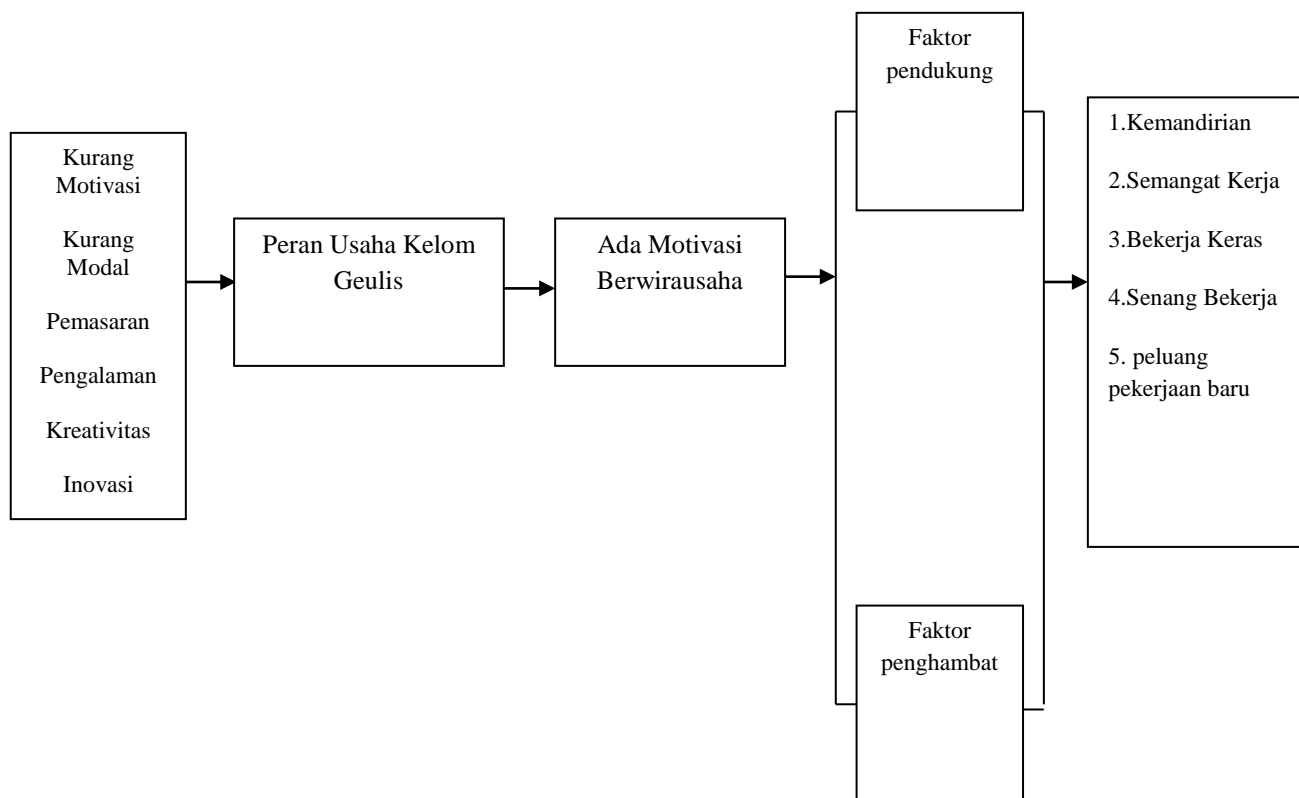 Kurang
Motivasi
Kurang
Modal
Pemasaran
Pengalaman
Kreativitas
Inovasi
Peran Usaha Kelom
Geulis
Ada Motivasi
Berwirausaha
Faktor
pendukung
Faktor
penghambat
1.Kemandirian
2.Semangat Kerja
3.Bekerja Keras
4.Senang Bekerja
5. peluang
pekerjaan baru